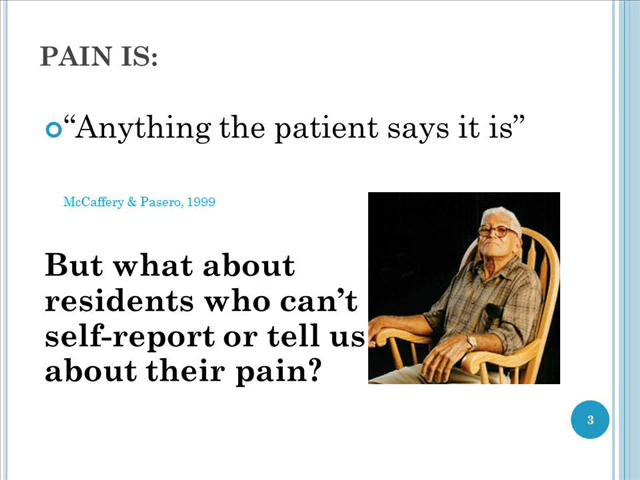 PAIN IS:
“Anything the patient says it is”
McCaffery & Pasero, 1999
But what about
residents who can’t
self-report or tell us
about their pain?
3